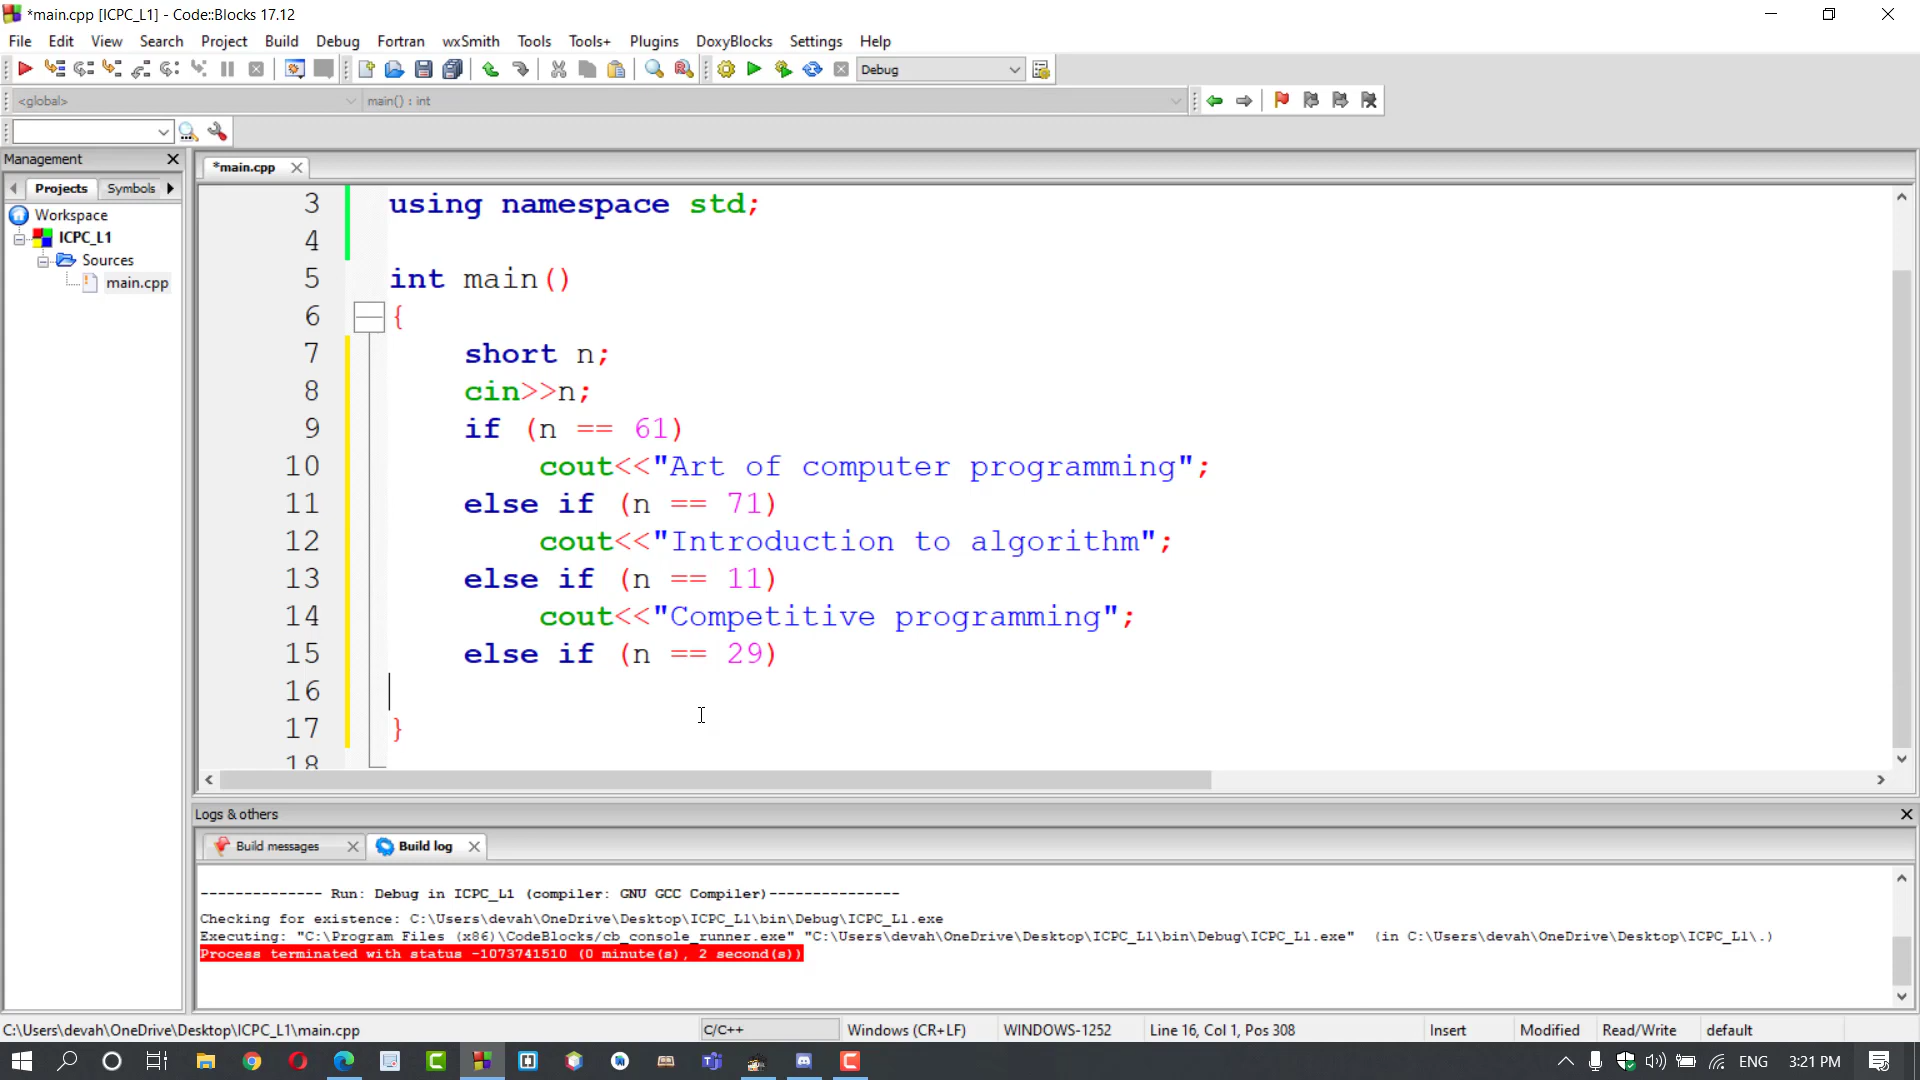 *main.cpp [ICPC_L1] - Code::Blocks 17.12
File Edit View Search Project Build Debug Fortran wxSmith Tools Tools+ Plugins DoxyBlocks Settings Help
Debug
<global> main() : int
Management
*main.cpp
Projects Symbols
Workspace
ICPC_L1
Sources
main.cpp
3 using namespace std;
4
5 int main()
6 {
7 short n;
8 cin>>n;
9 if (n == 61)
10 cout<<"Art of computer programming";
11 else if (n == 71)
12 cout<<"Introduction to algorithm";
13 else if (n == 11)
14 cout<<"Competitive programming";
15 else if (n == 29)
16
17 }
18
Logs & others
Build messages Build log
-------------- Run: Debug in ICPC_L1 (compiler: GNU GCC Compiler)---------------
Checking for existence: C:\Users\devah\OneDrive\Desktop\ICPC_L1\bin\Debug\ICPC_L1.exe
Executing: "C:\Program Files (x86)\CodeBlocks/cb_console_runner.exe" "C:\Users\devah\OneDrive\Desktop\ICPC_L1\bin\Debug\ICPC_L1.exe" (in C:\Users\devah\OneDrive\Desktop\ICPC_L1\.)
Process terminated with status -1073741510 (0 minute(s), 2 second(s))
C:\Users\devah\OneDrive\Desktop\ICPC_L1\main.cpp C/C++ Windows (CR+LF) WINDOWS-1252 Line 16, Col 1, Pos 308 Insert Modified Read/Write default
ENG 3:21 PM